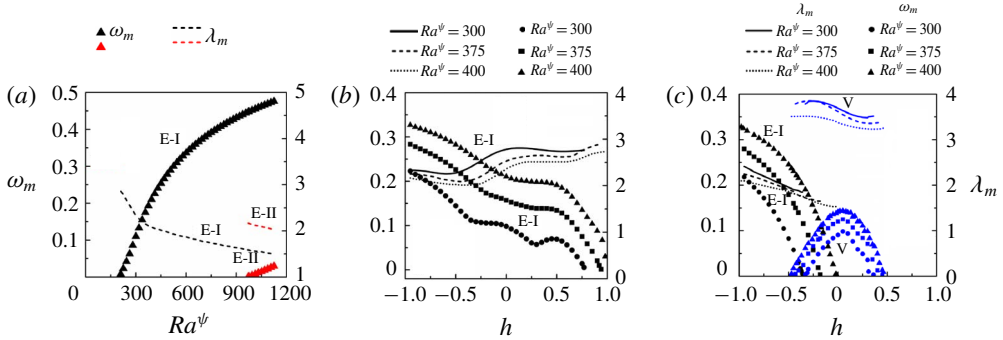 ω_m λ_m
Ra^ψ = 300 Ra^ψ = 300
Ra^ψ = 375 Ra^ψ = 375
Ra^ψ = 400 Ra^ψ = 400
λ_m ω_m
Ra^ψ = 300 Ra^ψ = 300
Ra^ψ = 375 Ra^ψ = 375
Ra^ψ = 400 Ra^ψ = 400
(a)
0.5
0.4
0.3
0.2
0.1
ω_m
5
4
3
2
1
E-I
E-I
E-II
E-II
0 300 600 900 1200
Ra^ψ
(b)
0.4
0.3
0.2
0.1
0
4
3
2
1
0
E-I
E-I
−1.0 −0.5 0 0.5 1.0
h
(c)
0.4
0.3
0.2
0.1
0
4
3
2
1
0
λ_m
V
E-I
E-I
V
−1.0 −0.5 0 0.5 1.0
h